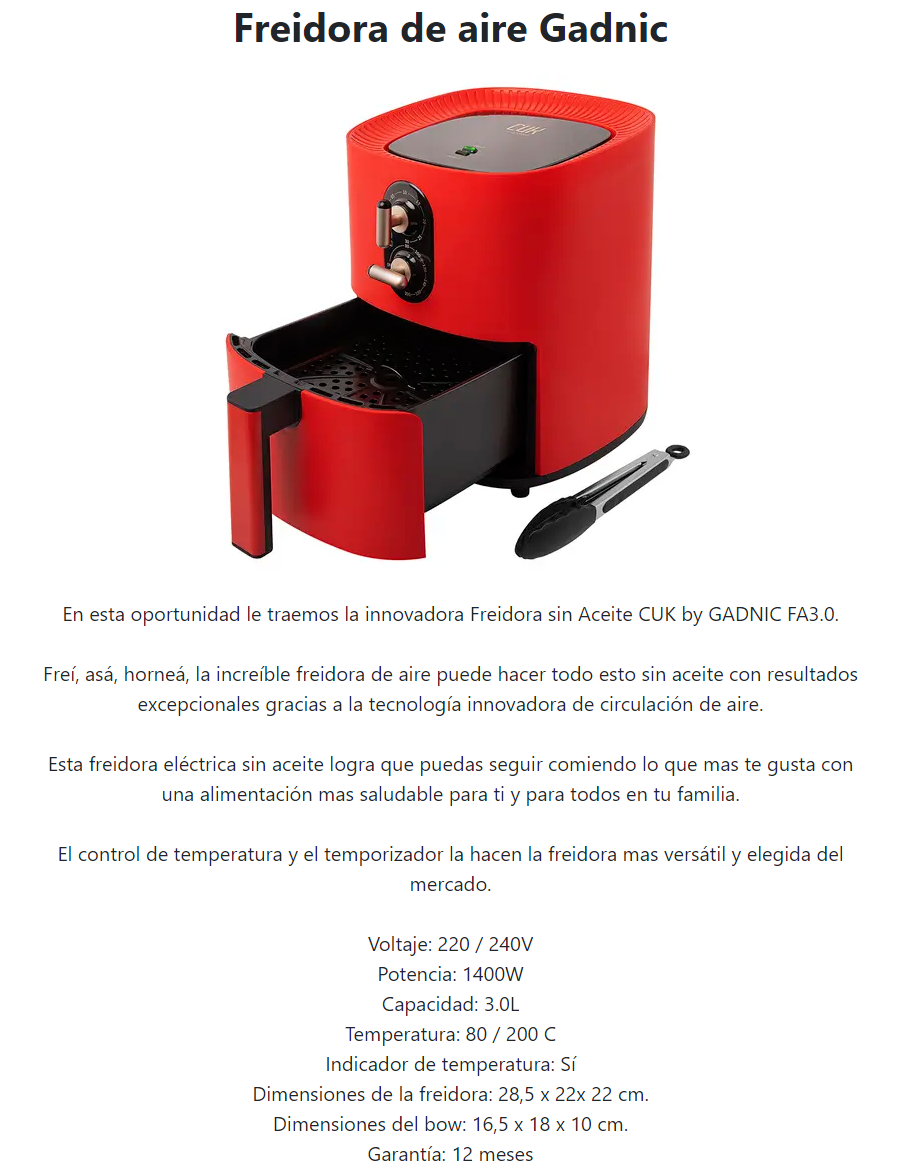 Freidora de aire Gadnic
CUK
En esta oportunidad le traemos la innovadora Freidora sin Aceite CUK by GADNIC FA3.0.
Freí, asá, horneá, la increíble freidora de aire puede hacer todo esto sin aceite con resultados
excepcionales gracias a la tecnología innovadora de circulación de aire.
Esta freidora eléctrica sin aceite logra que puedas seguir comiendo lo que mas te gusta con
una alimentación mas saludable para ti y para todos en tu familia.
El control de temperatura y el temporizador la hacen la freidora mas versátil y elegida del
mercado.
Voltaje: 220 / 240V
Potencia: 1400W
Capacidad: 3.0L
Temperatura: 80 / 200 C
Indicador de temperatura: Sí
Dimensiones de la freidora: 28,5 x 22x 22 cm.
Dimensiones del bow: 16,5 x 18 x 10 cm.
Garantía: 12 meses